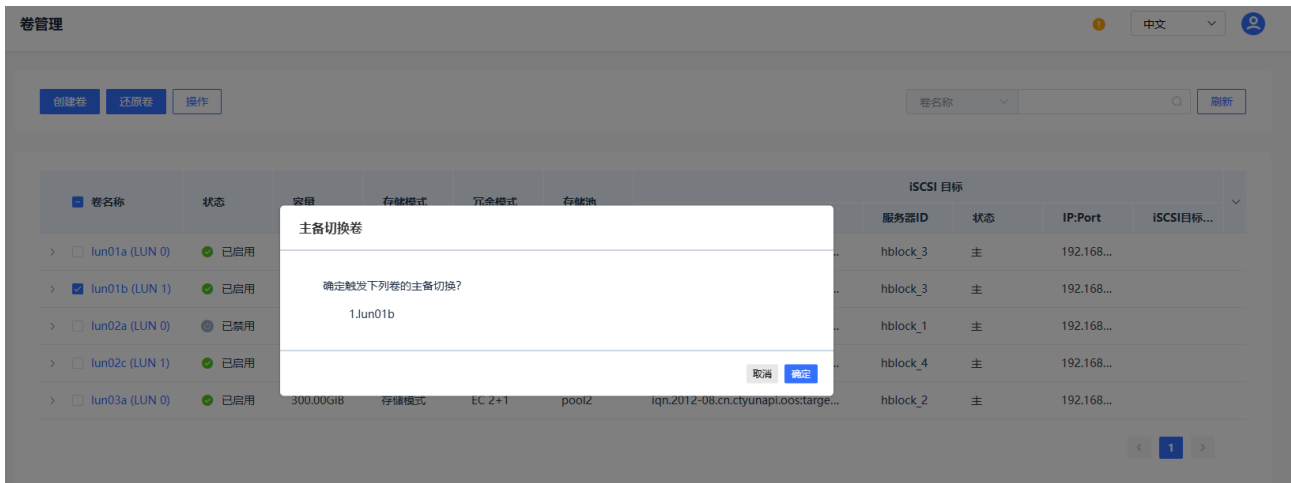 卷管理
中文
创建卷 还原卷 操作
卷名称 刷新
iSCSI 目标
卷名称 状态 容量 存储模式 冗余模式 存储池
服务器ID 状态 IP:Port iSCSI目标...
主备切换卷
lun01a (LUN 0) 已启用 hblock_3 主 192.168...
确定触发下列卷的主备切换?
lun01b (LUN 1) 已启用 hblock_3 主 192.168...
1.lun01b
lun02a (LUN 0) 已禁用 hblock_1 主 192.168...
lun02c (LUN 1) 已启用 hblock_4 主 192.168...
取消 确定
lun03a (LUN 0) 已启用 300.00GiB 存储模式 EC 2+1 pool2 iqn.2012-08.cn.ctyunapi.oos:targe... hblock_2 主 192.168...
1